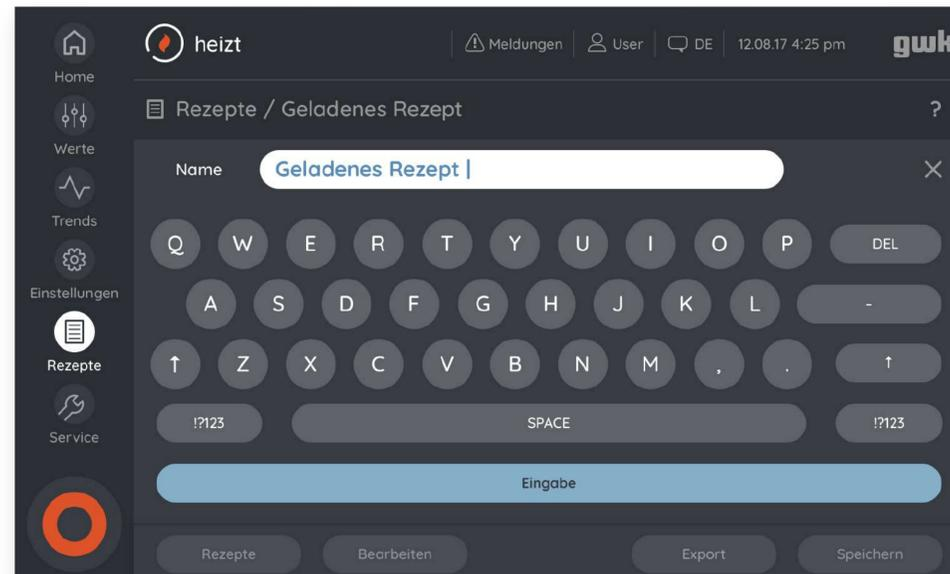 heizt
Meldungen
User
DE
12.08.17 4:25 pm
gwk
Home
Werte
Trends
Einstellungen
Rezepte
Service
Rezepte / Geladenes Rezept
?
Name
Geladenes Rezept |
Q W E R T Y U I O P DEL
A S D F G H J K L -
↑ Z X C V B N M , . ↑
!?123 SPACE !?123
Eingabe
Rezepte
Bearbeiten
Export
Speichern